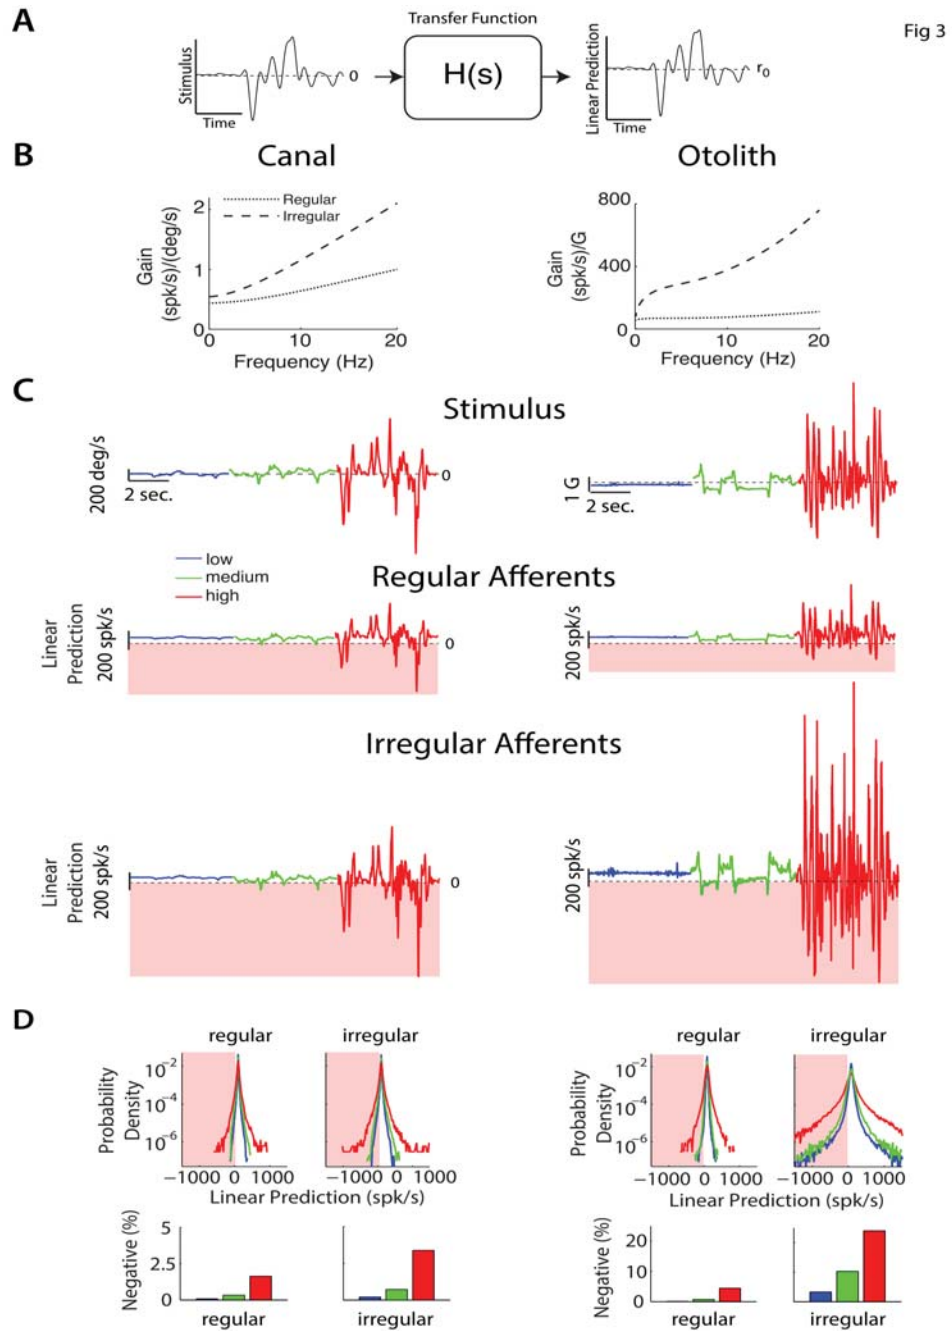 A
Fig 3
Transfer Function
Stimulus
0
Time
H(s)
Linear Prediction
r₀
Time
B
Canal
Otolith
Gain
(spk/s)/(deg/s)
2
1
0
Regular
Irregular
0
10
20
Frequency (Hz)
Gain
(spk/s)/G
800
400
0
0
10
20
Frequency (Hz)
C
Stimulus
200 deg/s
2 sec.
0
1 G
2 sec.
low
medium
high
Regular Afferents
Linear
Prediction
200 spk/s
0
200 spk/s
Irregular Afferents
Linear
Prediction
200 spk/s
0
200 spk/s
D
regular
irregular
regular
irregular
Probability
Density
10⁻²
10⁻⁴
10⁻⁶
−1000 0 1000
0 1000
Linear Prediction (spk/s)
Probability
Density
10⁻²
10⁻⁴
10⁻⁶
−1000 0 1000
0 1000
Linear Prediction (spk/s)
Negative (%)
5
2.5
0
regular
irregular
Negative (%)
20
10
0
regular
irregular